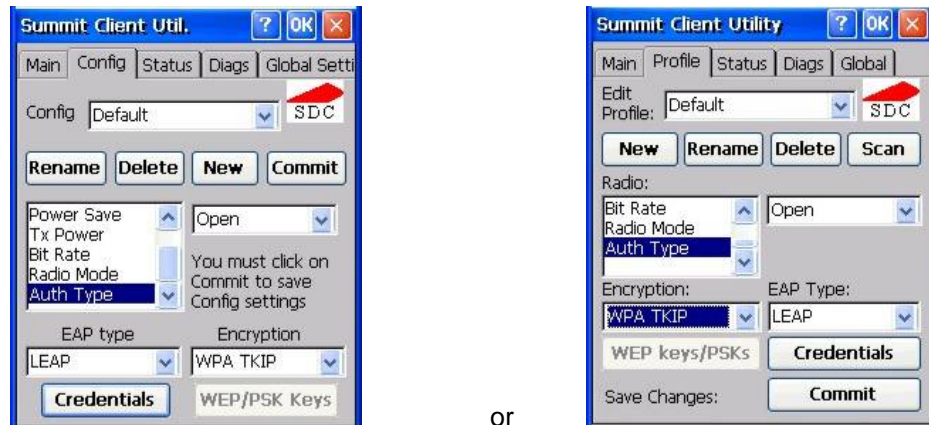 Summit Client Util. ? OK X
Main Config Status Diags Global Setti
Config Default SDC
Rename Delete New Commit
Power Save Open
Tx Power
Bit Rate You must click on
Radio Mode Commit to save
Auth Type Config settings
EAP type Encryption
LEAP WPA TKIP
Credentials WEP/PSK Keys
or
Summit Client Utility ? OK X
Main Profile Status Diags Global
Edit
Profile: Default SDC
New Rename Delete Scan
Radio:
Bit Rate Open
Radio Mode
Auth Type
Encryption: EAP Type:
WPA TKIP LEAP
WEP keys/PSKs Credentials
Save Changes: Commit